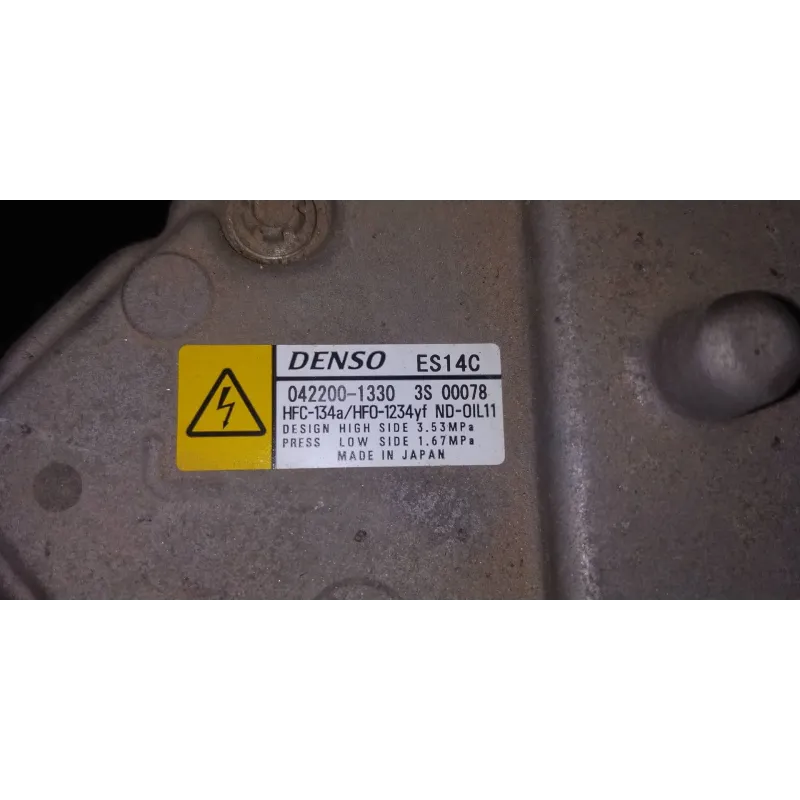 DENSO ES14C
042200-1330 3S 00078
HFC-134a/HFO-1234yf ND-OIL11
DESIGN HIGH SIDE 3.53MPa
PRESS LOW SIDE 1.67MPa
MADE IN JAPAN